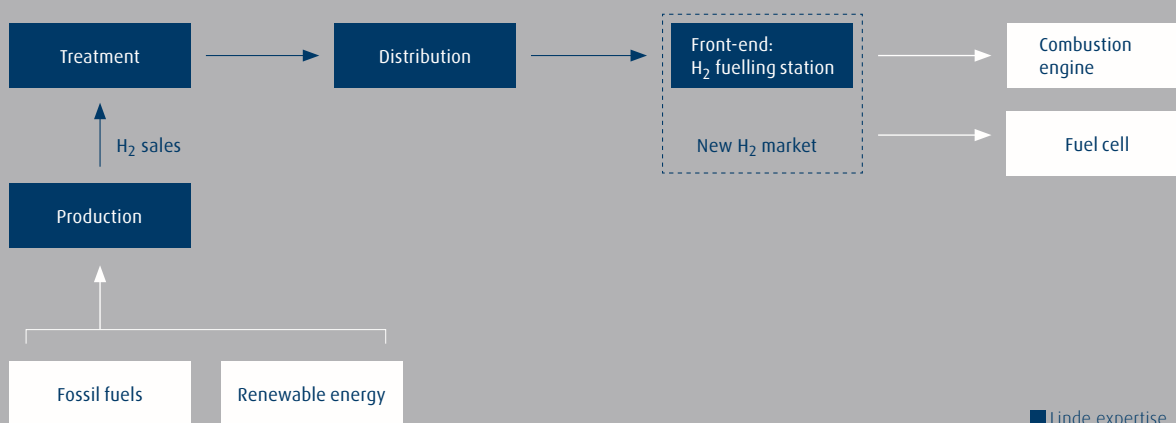 Treatment
Distribution
Front-end:
H₂ fuelling station
Combustion
engine
H₂ sales
New H₂ market
Fuel cell
Production
Fossil fuels
Renewable energy
Linde expertise